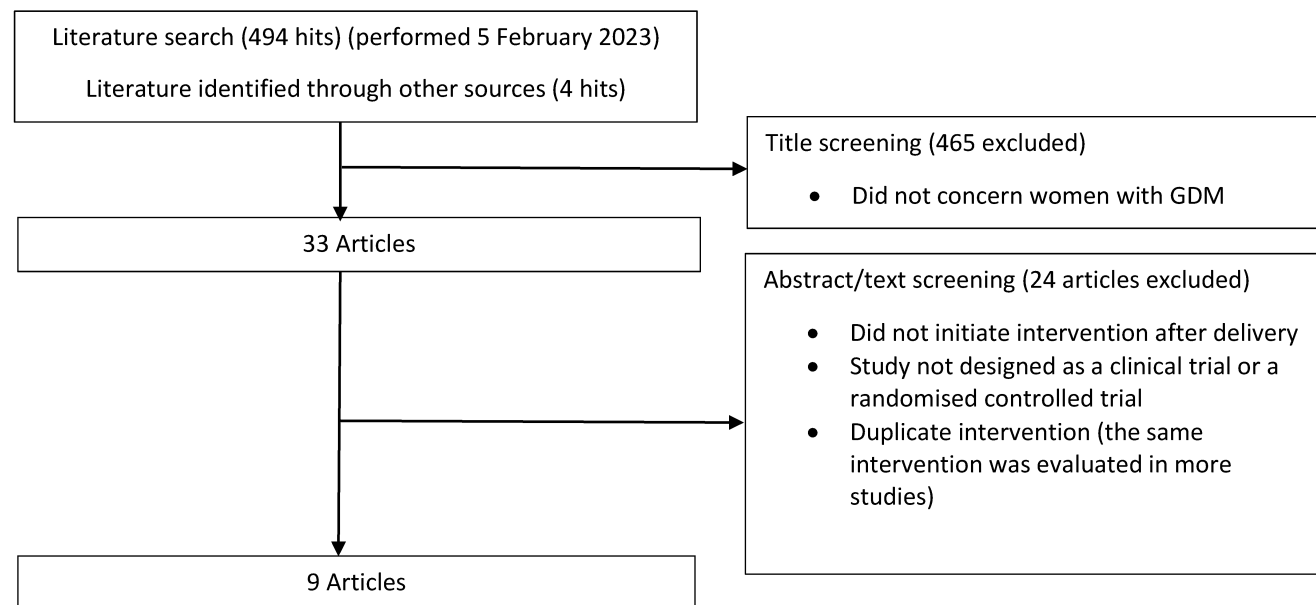 Literature search (494 hits) (performed 5 February 2023)
Literature identified through other sources (4 hits)
Title screening (465 excluded)
• Did not concern women with GDM
33 Articles
Abstract/text screening (24 articles excluded)
• Did not initiate intervention after delivery
• Study not designed as a clinical trial or a
randomised controlled trial
• Duplicate intervention (the same
intervention was evaluated in more
studies)
9 Articles